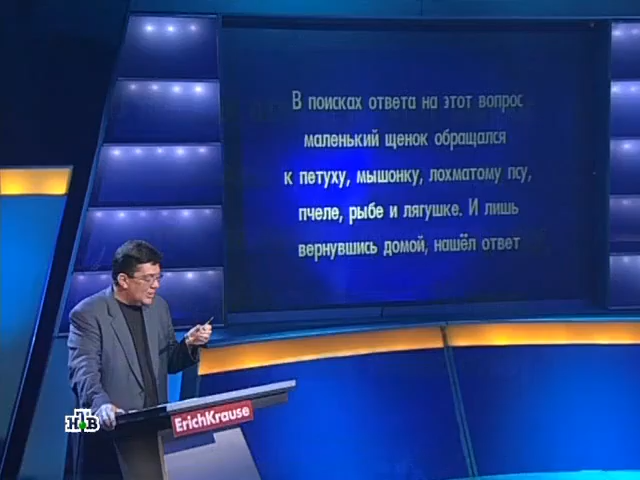 В поисках ответа на этот вопрос
маленький щенок обращался
к петуху, мышонку, лохматому псу,
пчеле, рыбе и лягушке. И лишь
вернувшись домой, нашёл ответ
ErichKrause
НТВ